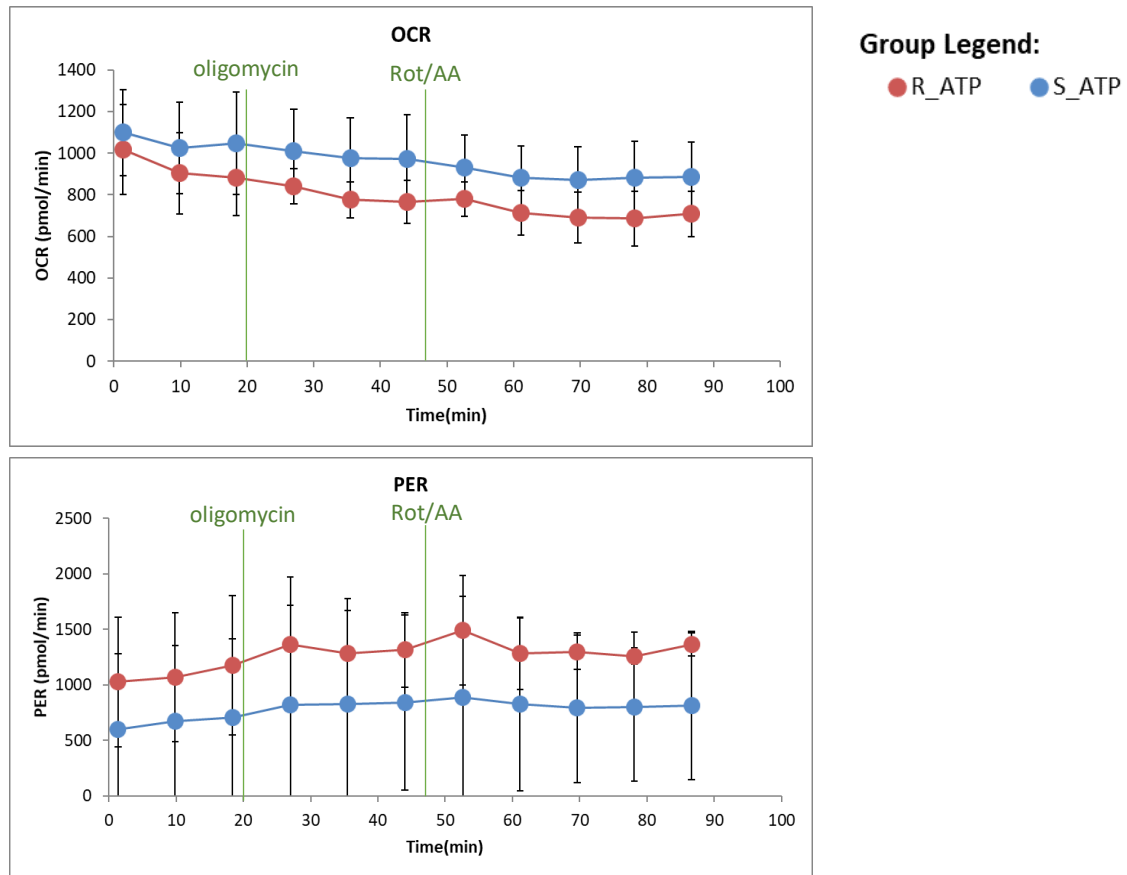 OCR
oligomycin
Rot/AA
1400
1200
1000
800
600
400
200
0
OCR (pmol/min)
0 10 20 30 40 50 60 70 80 90 100
Time(min)
Group Legend:
R_ATP S_ATP
PER
oligomycin
Rot/AA
2500
2000
1500
1000
500
0
PER (pmol/min)
0 10 20 30 40 50 60 70 80 90 100
Time(min)